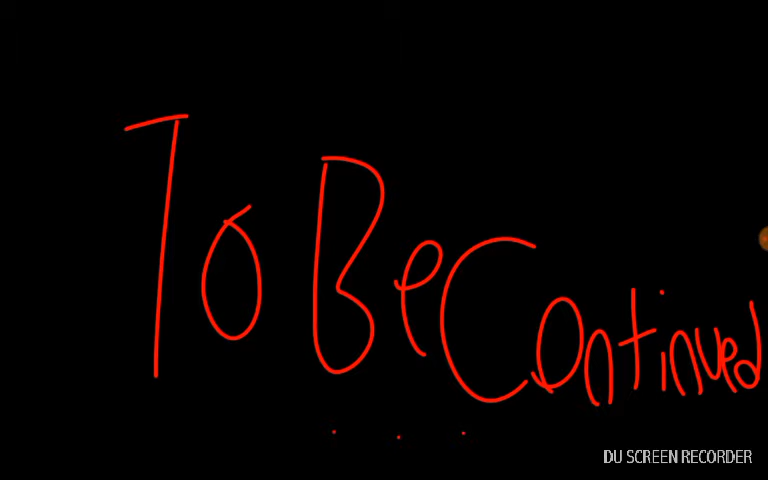 To Be Continued
. . .
DU SCREEN RECORDER